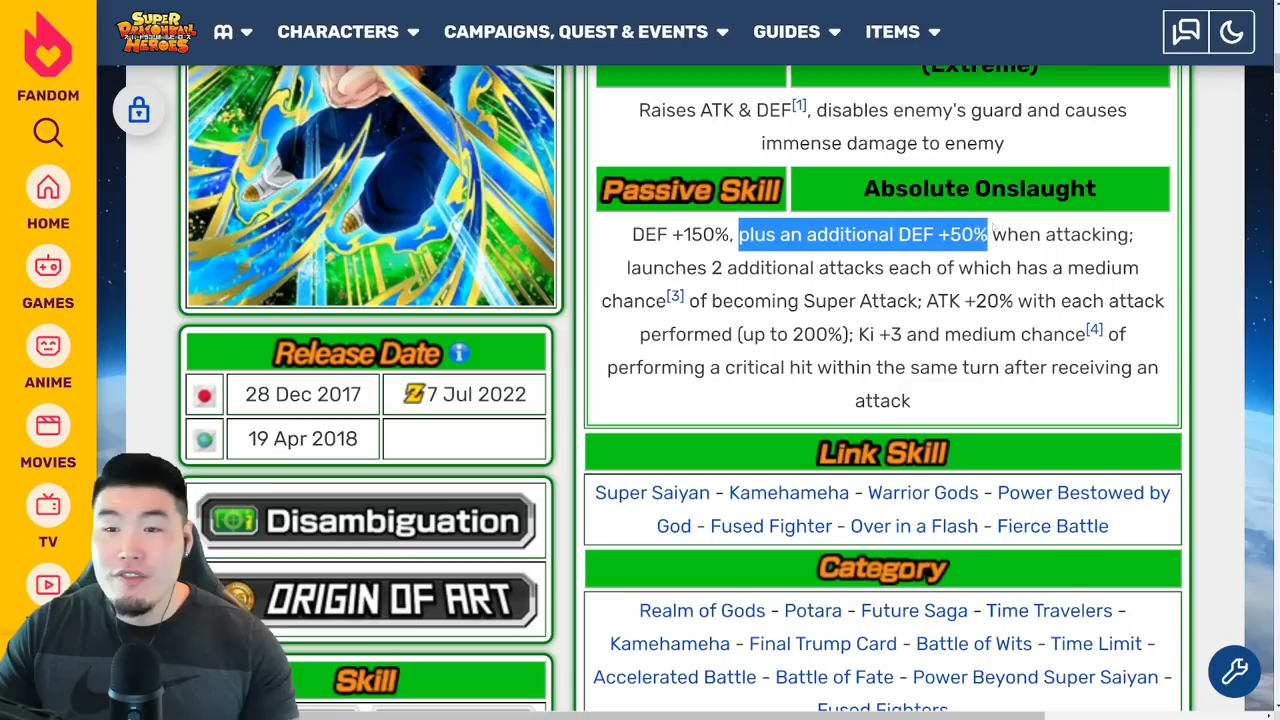 SUPER
DRAGON BALL
HEROES
CHARACTERS
CAMPAIGNS, QUEST & EVENTS
GUIDES
ITEMS
FANDOM
HOME
GAMES
ANIME
MOVIES
TV
(Extreme)
Raises ATK & DEF[1], disables enemy's guard and causes
immense damage to enemy
Passive Skill
Absolute Onslaught
DEF +150%, plus an additional DEF +50% when attacking;
launches 2 additional attacks each of which has a medium
chance[3] of becoming Super Attack; ATK +20% with each attack
performed (up to 200%); Ki +3 and medium chance[4] of
performing a critical hit within the same turn after receiving an
attack
Release Date
28 Dec 2017
Z 7 Jul 2022
19 Apr 2018
Disambiguation
ORIGIN OF ART
Skill
Link Skill
Super Saiyan - Kamehameha - Warrior Gods - Power Bestowed by
God - Fused Fighter - Over in a Flash - Fierce Battle
Category
Realm of Gods - Potara - Future Saga - Time Travelers -
Kamehameha - Final Trump Card - Battle of Wits - Time Limit -
Accelerated Battle - Battle of Fate - Power Beyond Super Saiyan -
Fused Fighters